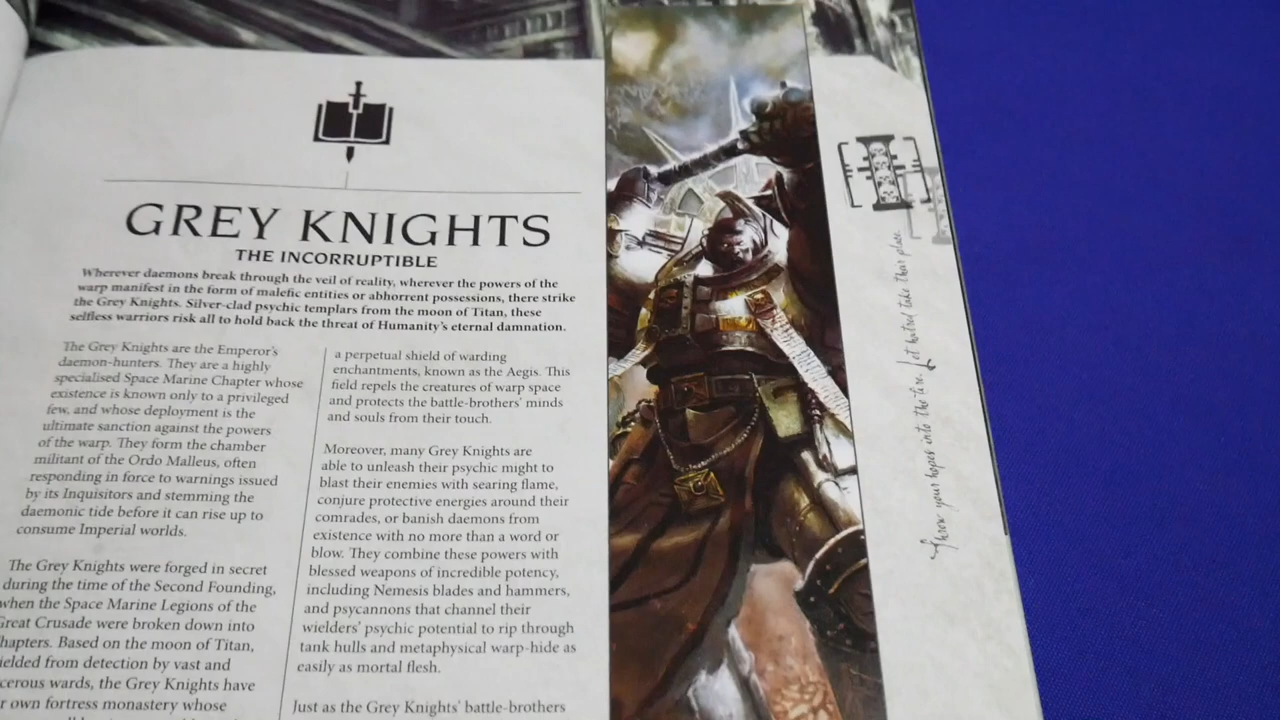 GREY KNIGHTS
THE INCORRUPTIBLE
Wherever daemons break through the veil of reality, wherever the powers of the
warp manifest in the form of malefic entities or abhorrent possessions, there strike
the Grey Knights. Silver-clad psychic templars from the moon of Titan, these
selfless warriors risk all to hold back the threat of Humanity's eternal damnation.
The Grey Knights are the Emperor's
daemon-hunters. They are a highly
specialised Space Marine Chapter whose
existence is known only to a privileged
few, and whose deployment is the
ultimate sanction against the powers
of the warp. They form the chamber
militant of the Ordo Malleus, often
responding in force to warnings issued
by its Inquisitors and stemming the
daemonic tide before it can rise up to
consume Imperial worlds.
The Grey Knights were forged in secret
during the time of the Second Founding,
when the Space Marine Legions of the
Great Crusade were broken down into
hapters. Based on the moon of Titan,
ielded from detection by vast and
cerous wards, the Grey Knights have
r own fortress monastery whose
a perpetual shield of warding
enchantments, known as the Aegis. This
field repels the creatures of warp space
and protects the battle-brothers' minds
and souls from their touch.
Moreover, many Grey Knights are
able to unleash their psychic might to
blast their enemies with searing flame,
conjure protective energies around their
comrades, or banish daemons from
existence with no more than a word or
blow. They combine these powers with
blessed weapons of incredible potency,
including Nemesis blades and hammers,
and psycannons that channel their
wielders' psychic potential to rip through
tank hulls and metaphysical warp-hide as
easily as mortal flesh.
Just as the Grey Knights' battle-brothers
Throw your hopes into the fire. Let hatred take their place.